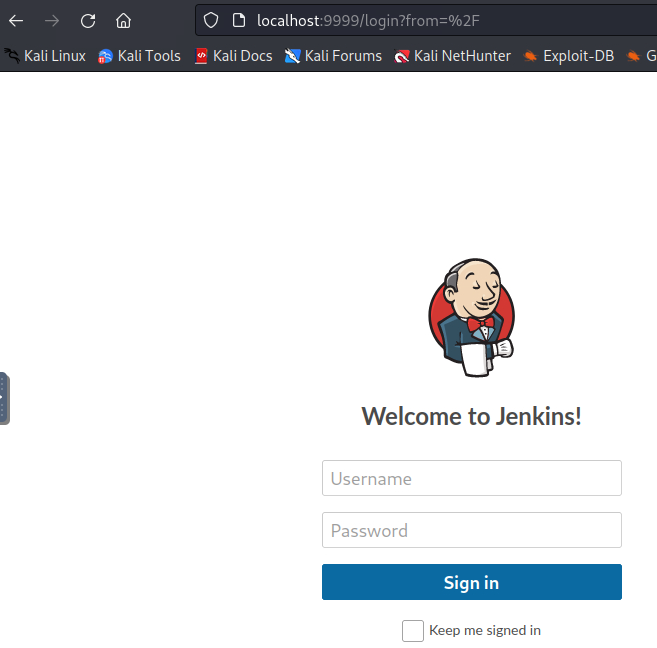 localhost:9999/login?from=%2F
Kali Linux Kali Tools Kali Docs Kali Forums Kali NetHunter Exploit-DB G
Welcome to Jenkins!
Username
Password
Sign in
Keep me signed in